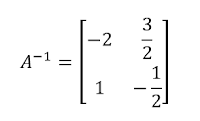 A⁻¹ = [ -2   3/2 ]
      [ 1   -1/2 ]